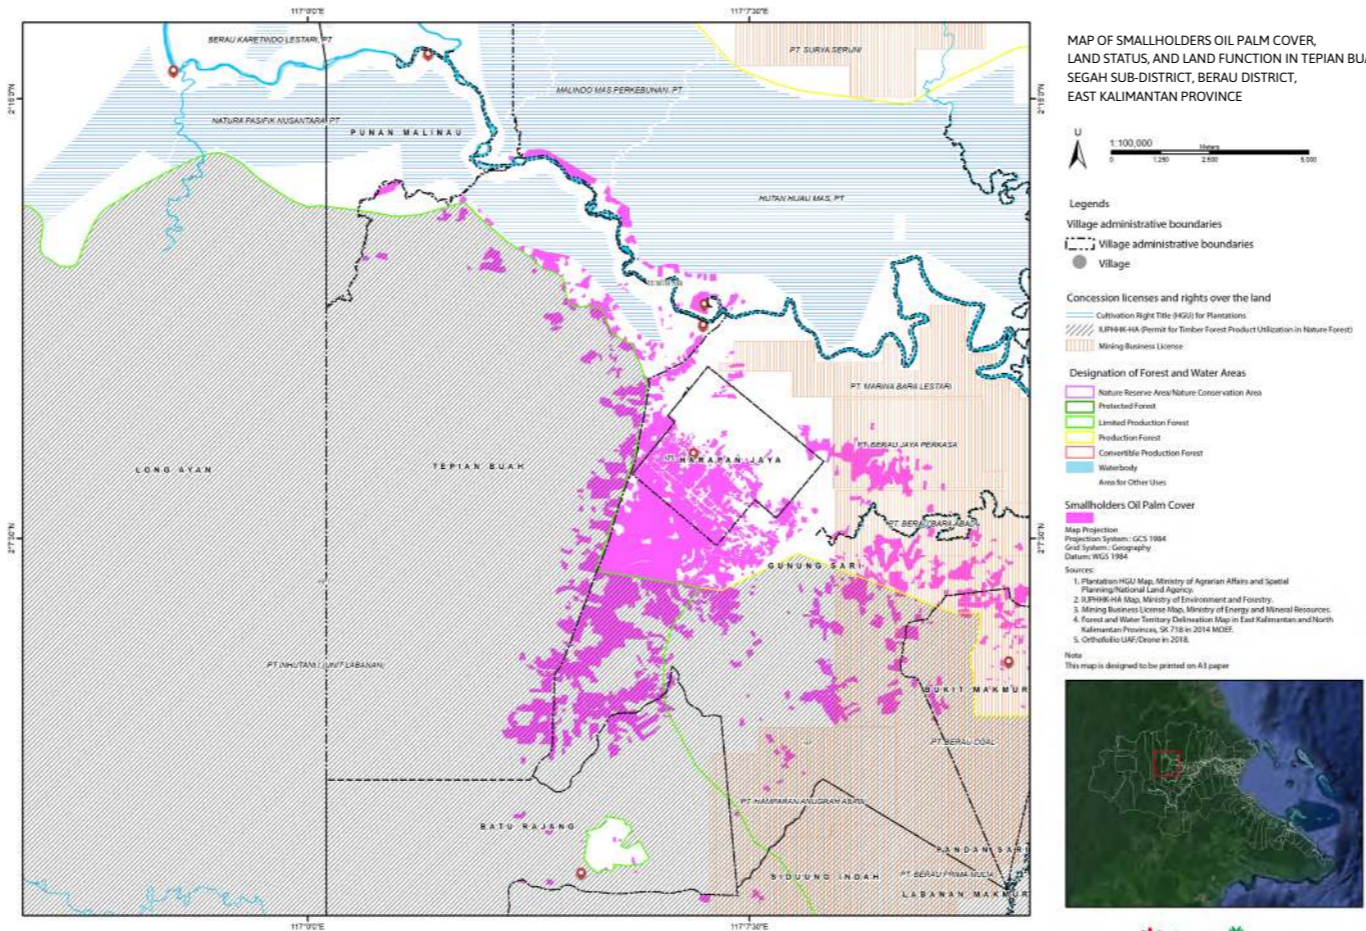 117°0'0"E
117°7'30"E
BERAU KARETINDO LESTARI, PT
PT. SURYA SERUNI
2°15'0"N
MALINDO MAS PERKEBUNAN, PT
2°15'0"N
NATURA PASIFIK NUSANTARA, PT
PUNAN MALINAU
HUTAN HIJAU MAS, PT
PT. MARINA BARA LESTARI
PT. BERAU JAYA PERKASA
HARAPAN JAYA
LONG AYAN
TEPIAN BUAH
PT. BERAU BARA ABADI
2°7'30"N
2°7'30"N
GUNUNG SARI
PT INHUTANI I (UNIT LABANAN)
BUKIT MAKMUR
PT. BERAU COAL
PT. HAMPARAN ANUGRAH ABADI
BATU RAJANG
PANDAN SARI
SIDUUNG INDAH
PT. BERAU PRIMA MULIA
LABANAN MAKMUR
117°0'0"E
117°7'30"E
MAP OF SMALLHOLDERS OIL PALM COVER,
LAND STATUS, AND LAND FUNCTION IN TEPIAN BUA
SEGAH SUB-DISTRICT, BERAU DISTRICT,
EAST KALIMANTAN PROVINCE
U
1:100,000
Meters
0 1,250 2,500 5,000
Legends
Village administrative boundaries
Village administrative boundaries
Village
Concession licenses and rights over the land
Cultivation Right Title (HGU) for Plantations
IUPHHK-HA (Permit for Timber Forest Product Utilization in Nature Forest)
Mining Business License
Designation of Forest and Water Areas
Nature Reserve Area/Nature Conservation Area
Protected Forest
Limited Production Forest
Production Forest
Convertible Production Forest
Waterbody
Area for Other Uses
Smallholders Oil Palm Cover
Map Projection
Projection System : GCS 1984
Grid System : Geography
Datum: WGS 1984
Sources:
1. Plantation HGU Map, Ministry of Agrarian Affairs and Spatial
Planning/National Land Agency.
2. IUPHHK-HA Map, Ministry of Environment and Forestry.
3. Mining Business License Map, Ministry of Energy and Mineral Resources.
4. Forest and Water Territory Delineation Map in East Kalimantan and North
Kalimantan Provinces, SK 718 in 2014 MOEF.
5. Orthofolio UAF/Drone in 2018.
Note
This map is designed to be printed on A3 paper